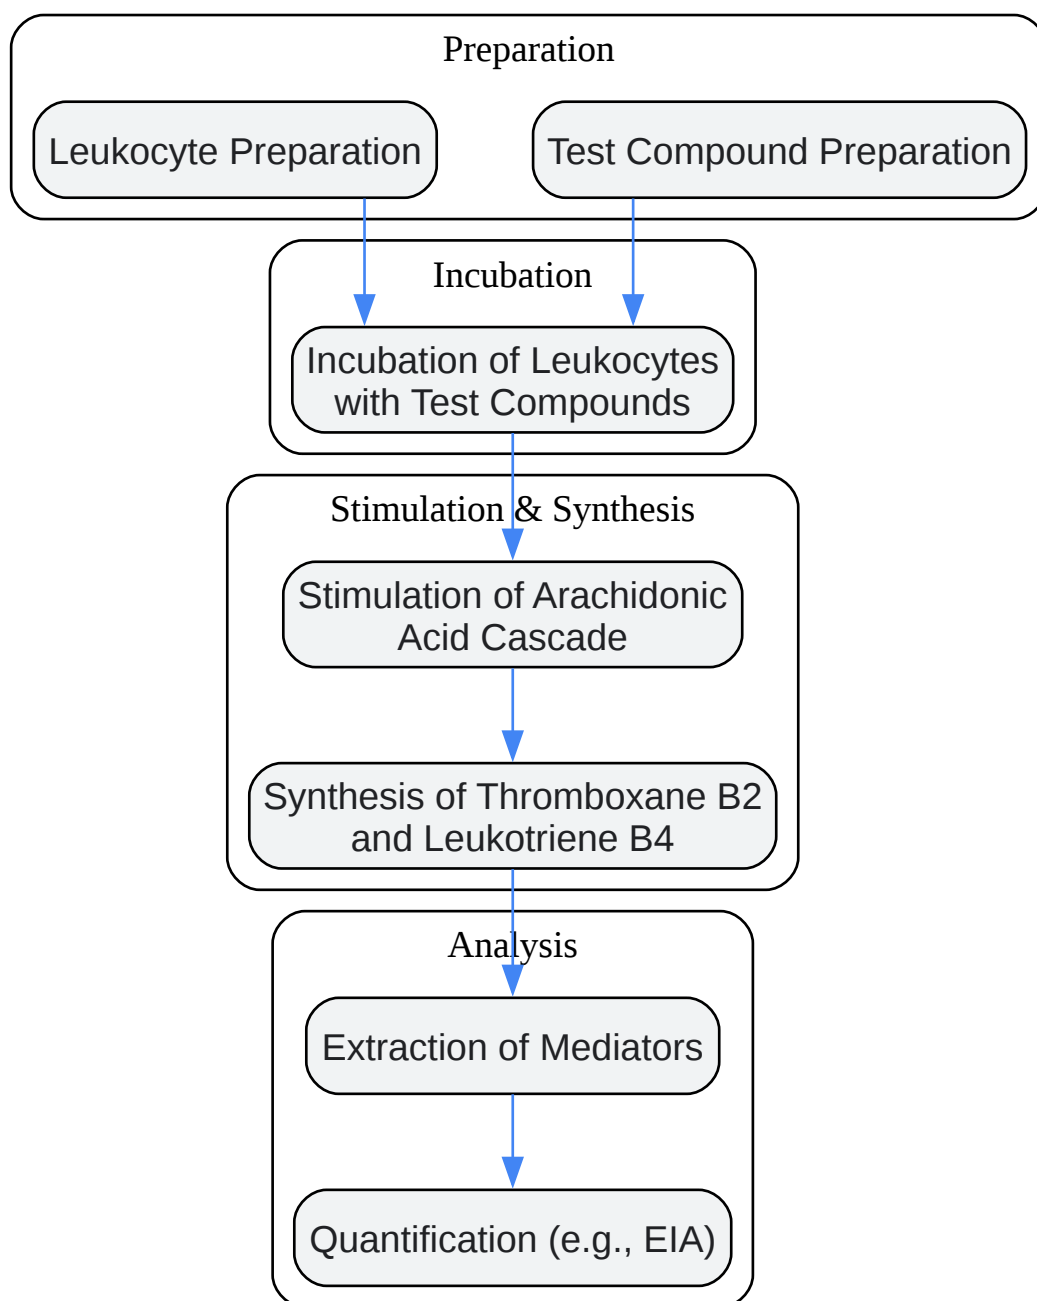 Preparation
Leukocyte Preparation
Test Compound Preparation
Incubation
Incubation of Leukocytes
with Test Compounds
Stimulation & Synthesis
Stimulation of Arachidonic
Acid Cascade
Synthesis of Thromboxane B2
and Leukotriene B4
Analysis
Extraction of Mediators
Quantification (e.g., EIA)